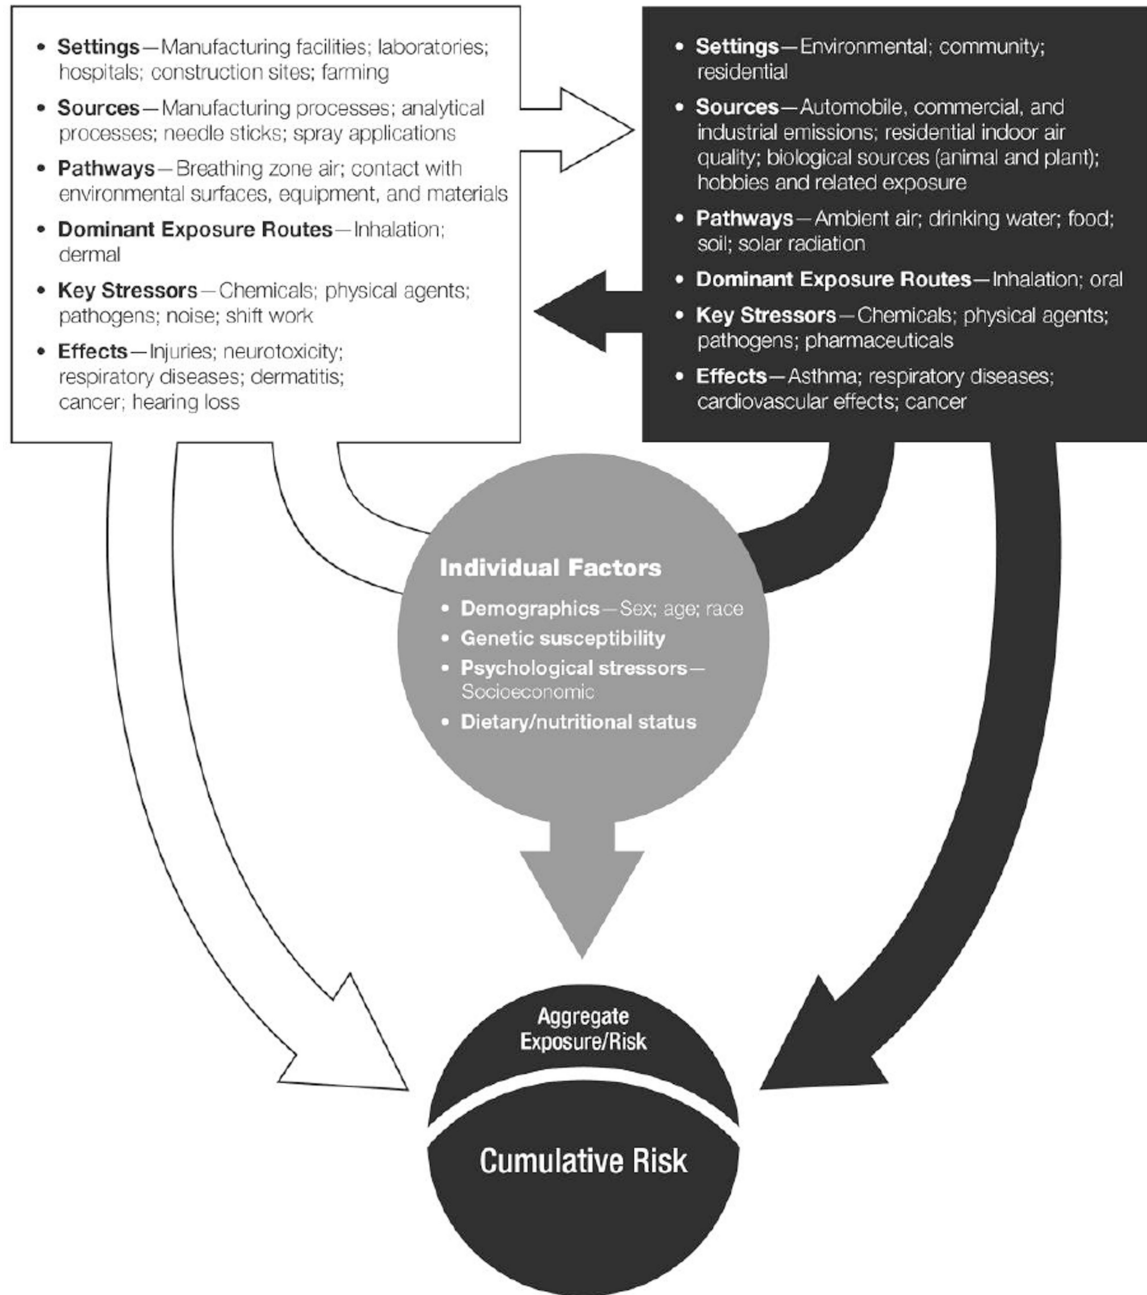 • Settings—Manufacturing facilities; laboratories;
hospitals; construction sites; farming
• Sources—Manufacturing processes; analytical
processes; needle sticks; spray applications
• Pathways—Breathing zone air; contact with
environmental surfaces, equipment, and materials
• Dominant Exposure Routes—Inhalation;
dermal
• Key Stressors—Chemicals; physical agents;
pathogens; noise; shift work
• Effects—Injuries; neurotoxicity;
respiratory diseases; dermatitis;
cancer; hearing loss
• Settings—Environmental; community;
residential
• Sources—Automobile, commercial, and
industrial emissions; residential indoor air
quality; biological sources (animal and plant);
hobbies and related exposure
• Pathways—Ambient air; drinking water; food;
soil; solar radiation
• Dominant Exposure Routes—Inhalation; oral
• Key Stressors—Chemicals; physical agents;
pathogens; pharmaceuticals
• Effects—Asthma; respiratory diseases;
cardiovascular effects; cancer
Individual Factors
• Demographics—Sex; age; race
• Genetic susceptibility
• Psychological stressors—
Socioeconomic
• Dietary/nutritional status
Aggregate
Exposure/Risk
Cumulative Risk